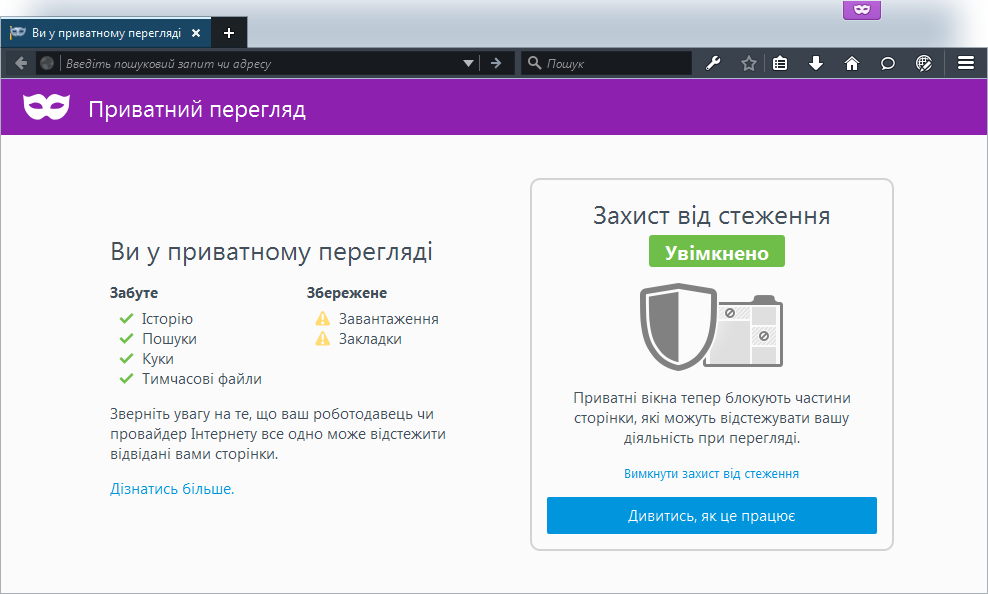 Ви у приватному перегляді
Введіть пошуковий запит чи адресу
Пошук
Приватний перегляд
Ви у приватному перегляді
Забуте
Історію
Пошуки
Куки
Тимчасові файли
Збережене
Завантаження
Закладки
Зверніть увагу на те, що ваш роботодавець чи
провайдер Інтернету все одно може відстежити
відвідані вами сторінки.
Дізнатись більше.
Захист від стеження
Увімкнено
Приватні вікна тепер блокують частини
сторінки, які можуть відстежувати вашу
діяльність при перегляді.
Вимкнути захист від стеження
Дивитись, як це працює